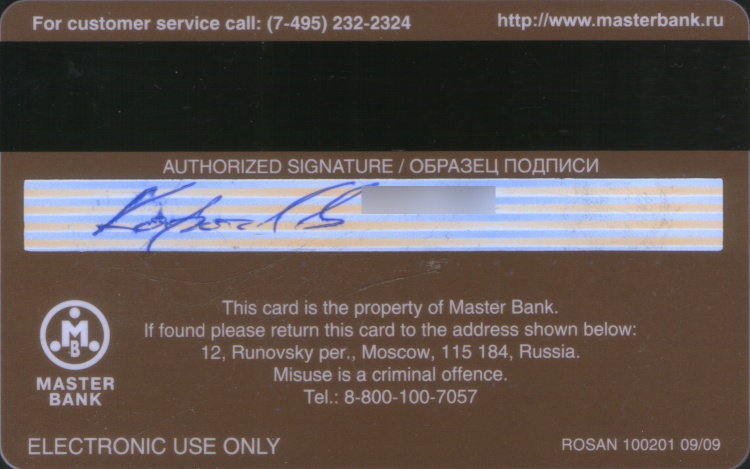 For customer service call: (7-495) 232-2324
http://www.masterbank.ru
AUTHORIZED SIGNATURE / ОБРАЗЕЦ ПОДПИСИ
This card is the property of Master Bank.
If found please return this card to the address shown below:
12, Runovsky per., Moscow, 115 184, Russia.
Misuse is a criminal offence.
Tel.: 8-800-100-7057
M
B
MASTER
BANK
ELECTRONIC USE ONLY
ROSAN 100201 09/09